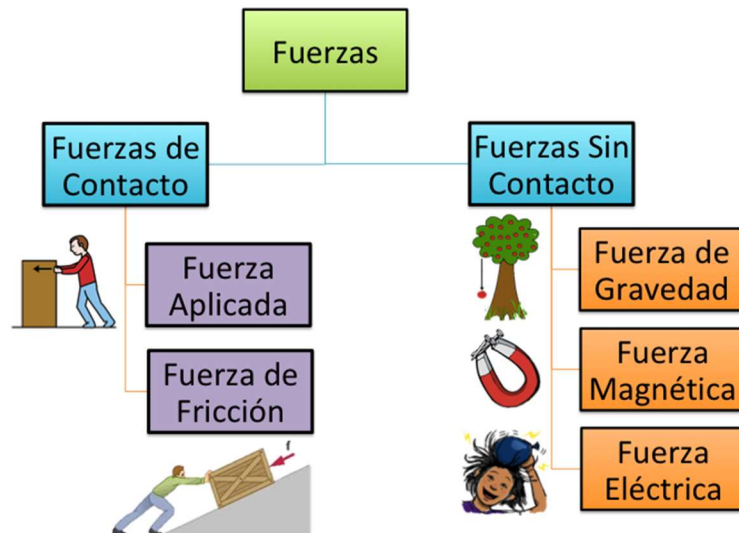 Fuerzas
Fuerzas de
Contacto
Fuerza
Aplicada
Fuerza de
Fricción
f
Fuerzas Sin
Contacto
Fuerza de
Gravedad
Fuerza
Magnética
Fuerza
Eléctrica